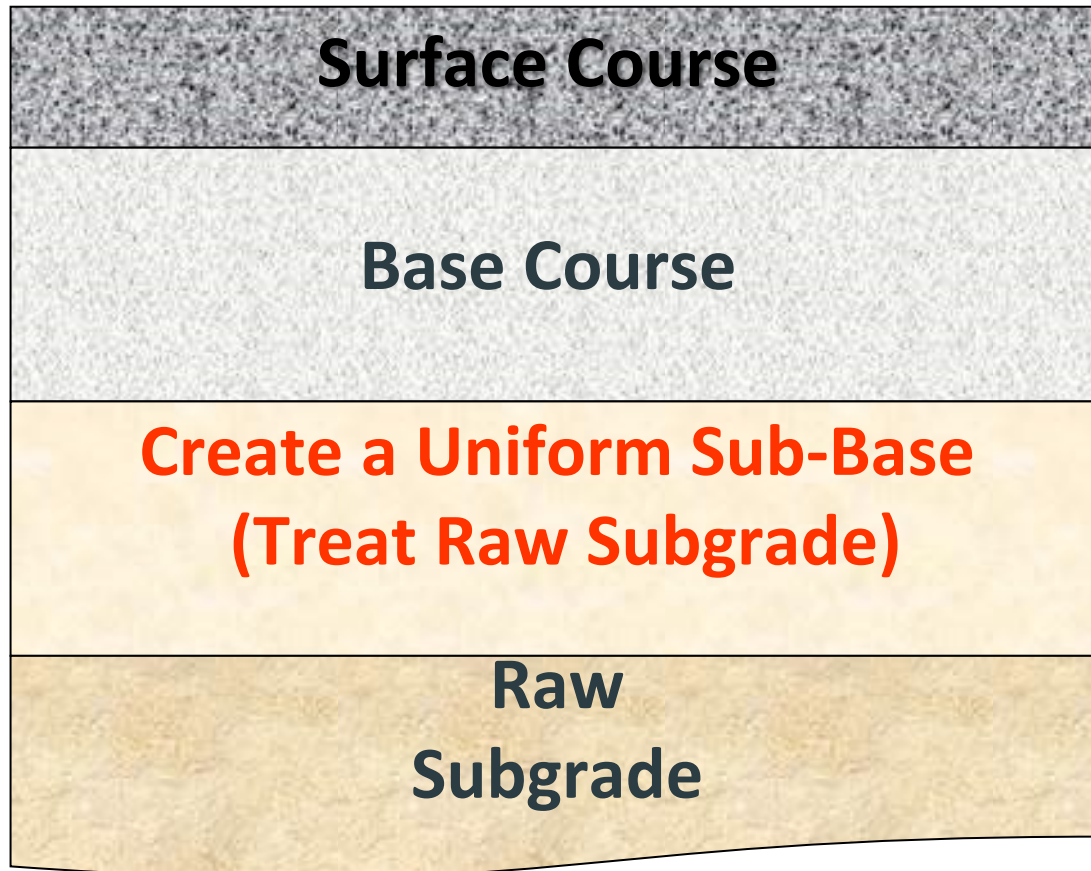 Surface Course
Base Course
Create a Uniform Sub-Base
(Treat Raw Subgrade)
Raw
Subgrade